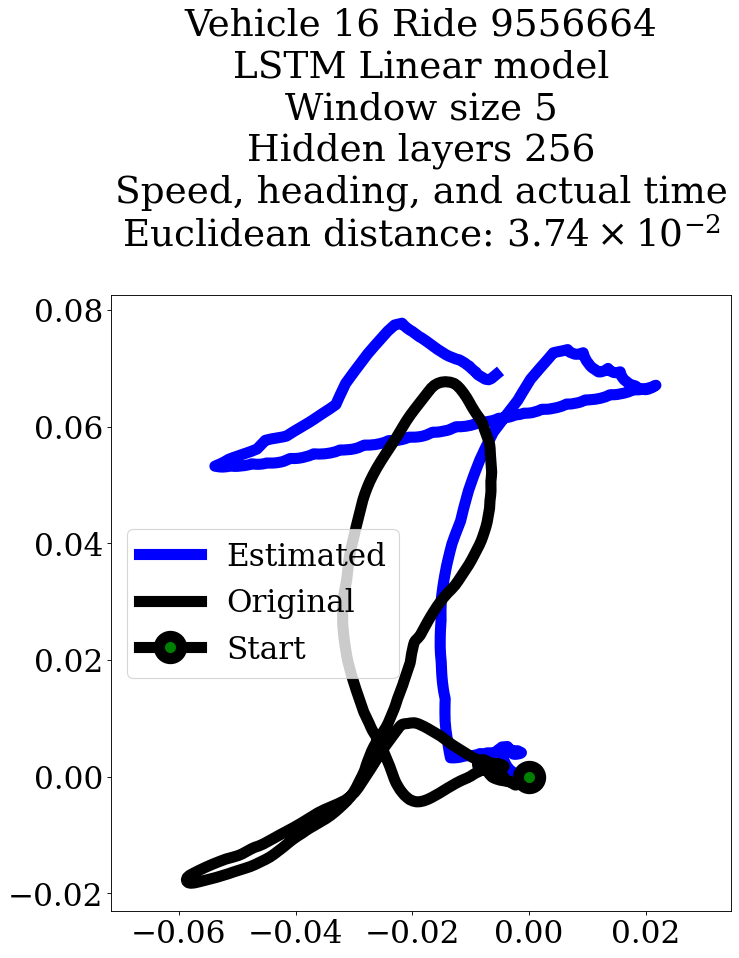 Vehicle 16 Ride 9556664
LSTM Linear model
Window size 5
Hidden layers 256
Speed, heading, and actual time
Euclidean distance: 3.74 × 10⁻²
0.08
0.06
0.04
0.02
0.00
−0.02
Estimated
Original
Start
−0.06 −0.04 −0.02 0.00 0.02